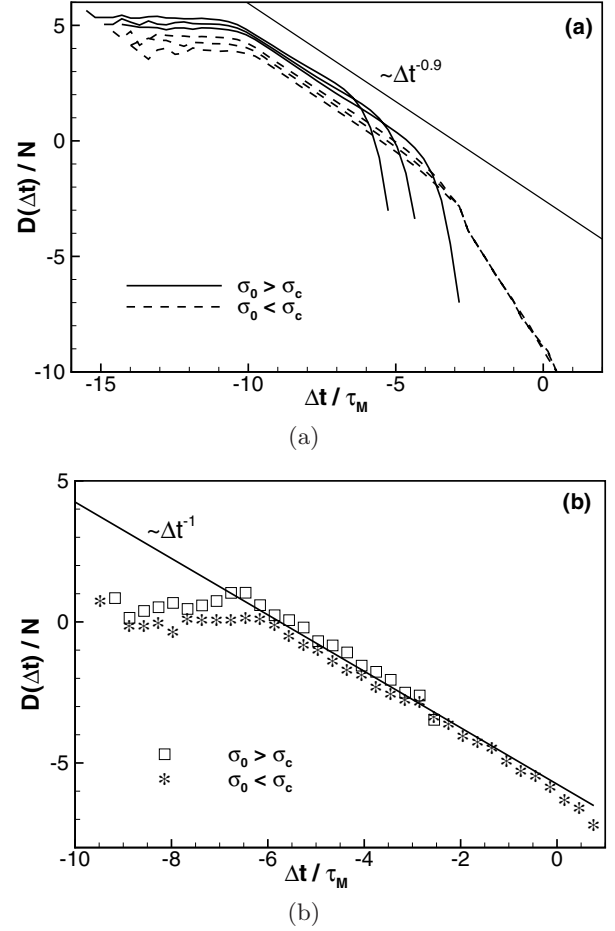 5
(a)
~Δt^-0.9
0
D(Δt) / N
-5
σ₀ > σc
σ₀ < σc
-10
-15 -10 -5 0
Δt / τM
(a)
5
(b)
~Δt^-1
0
D(Δt) / N
-5
σ₀ > σc
σ₀ < σc
-10 -8 -6 -4 -2 0
Δt / τM
(b)